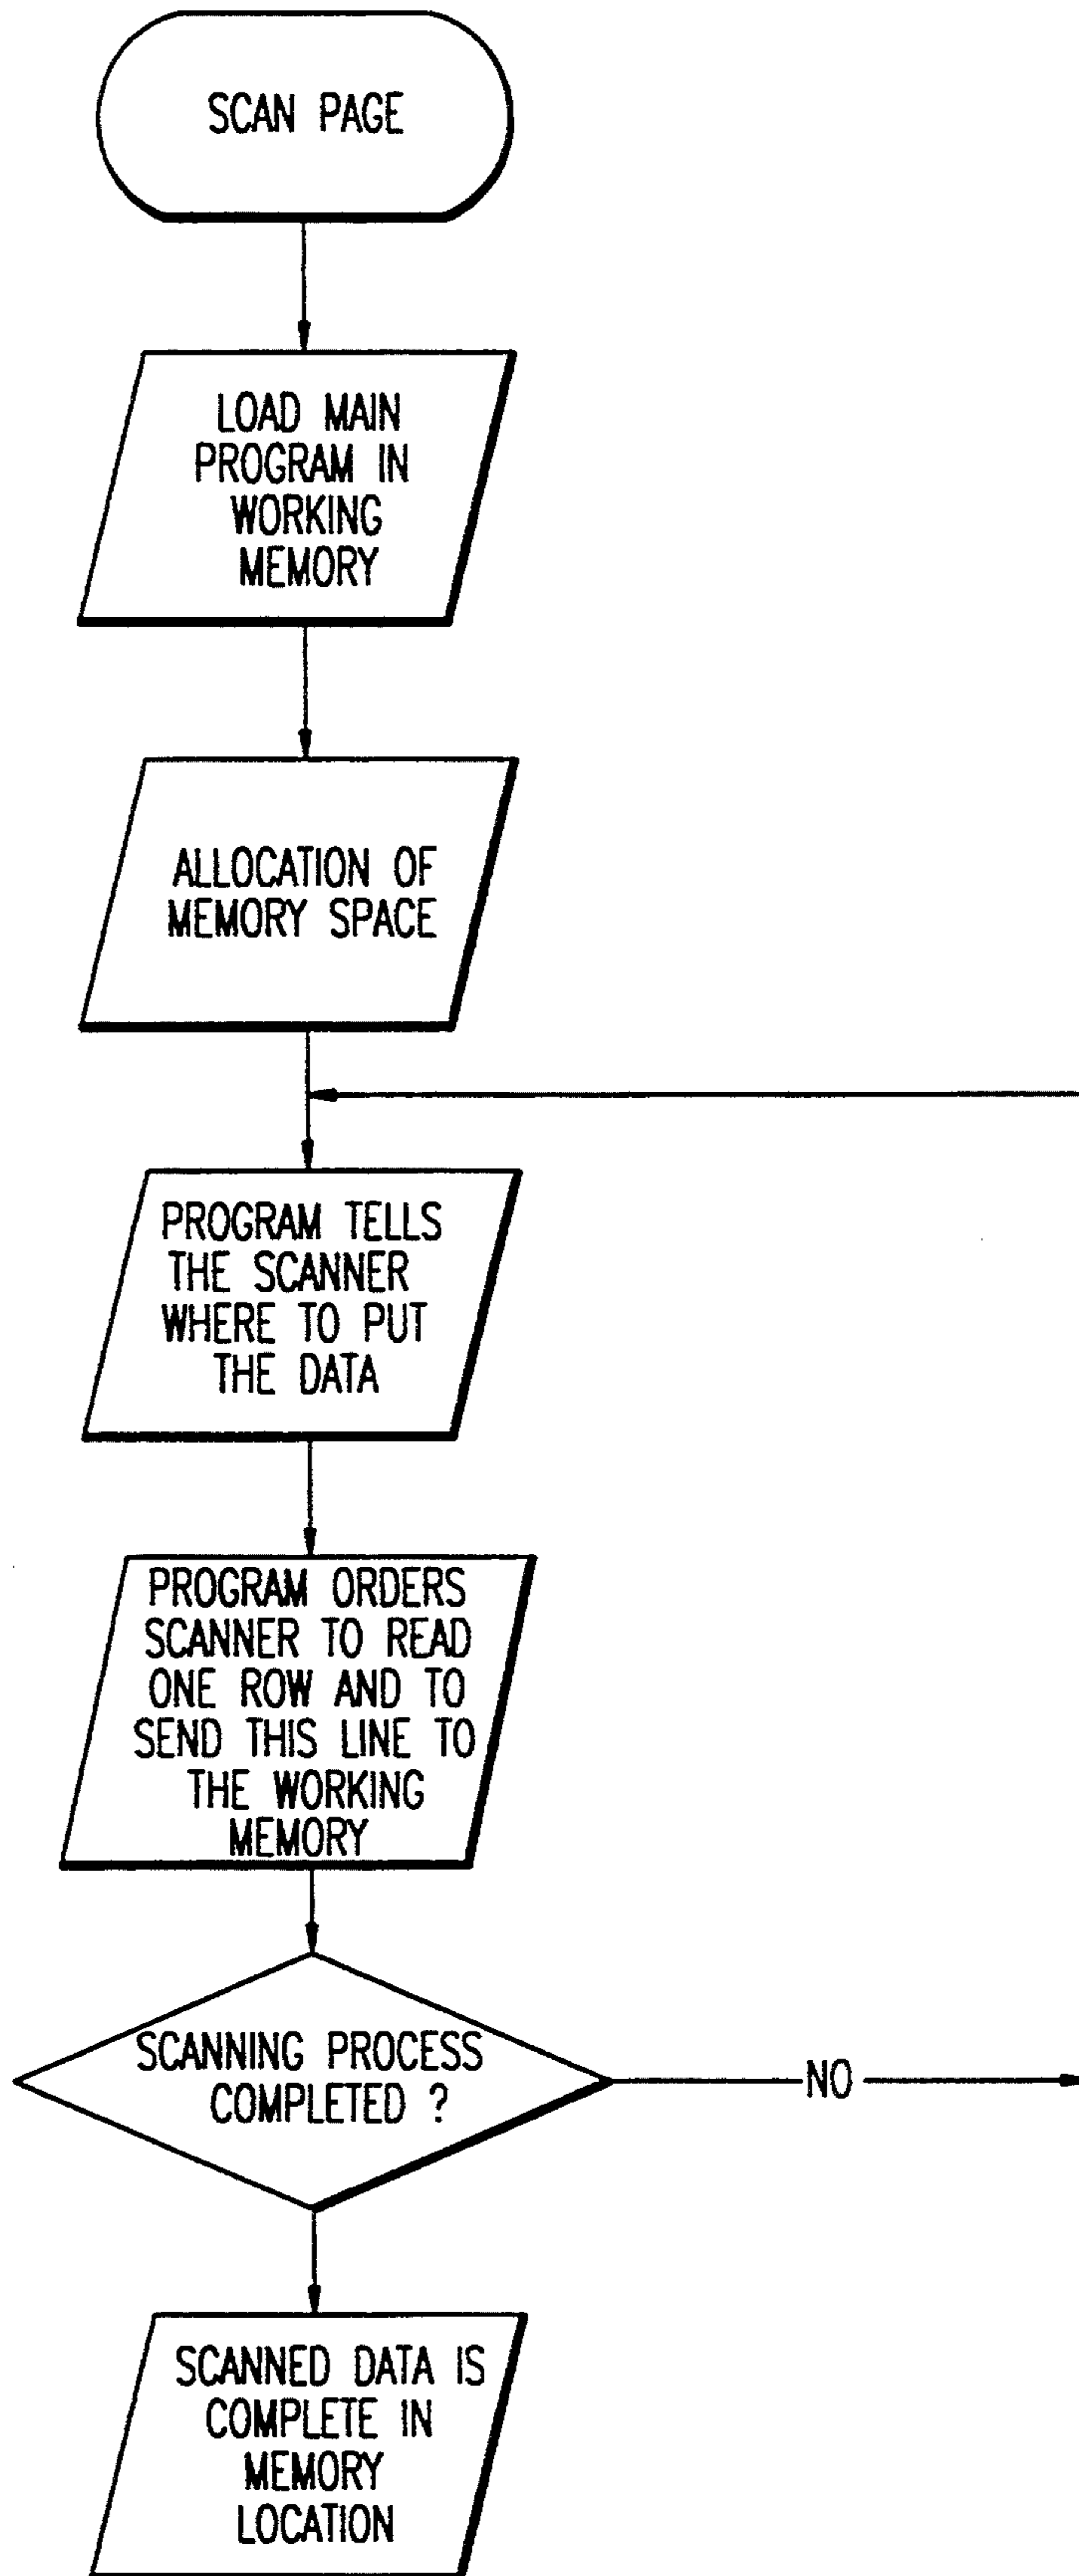 SCAN PAGE
LOAD MAIN
PROGRAM IN
WORKING
MEMORY
ALLOCATION OF
MEMORY SPACE
PROGRAM TELLS
THE SCANNER
WHERE TO PUT
THE DATA
PROGRAM ORDERS
SCANNER TO READ
ONE ROW AND TO
SEND THIS LINE TO
THE WORKING
MEMORY
SCANNING PROCESS
COMPLETED ?
NO
SCANNED DATA IS
COMPLETE IN
MEMORY
LOCATION